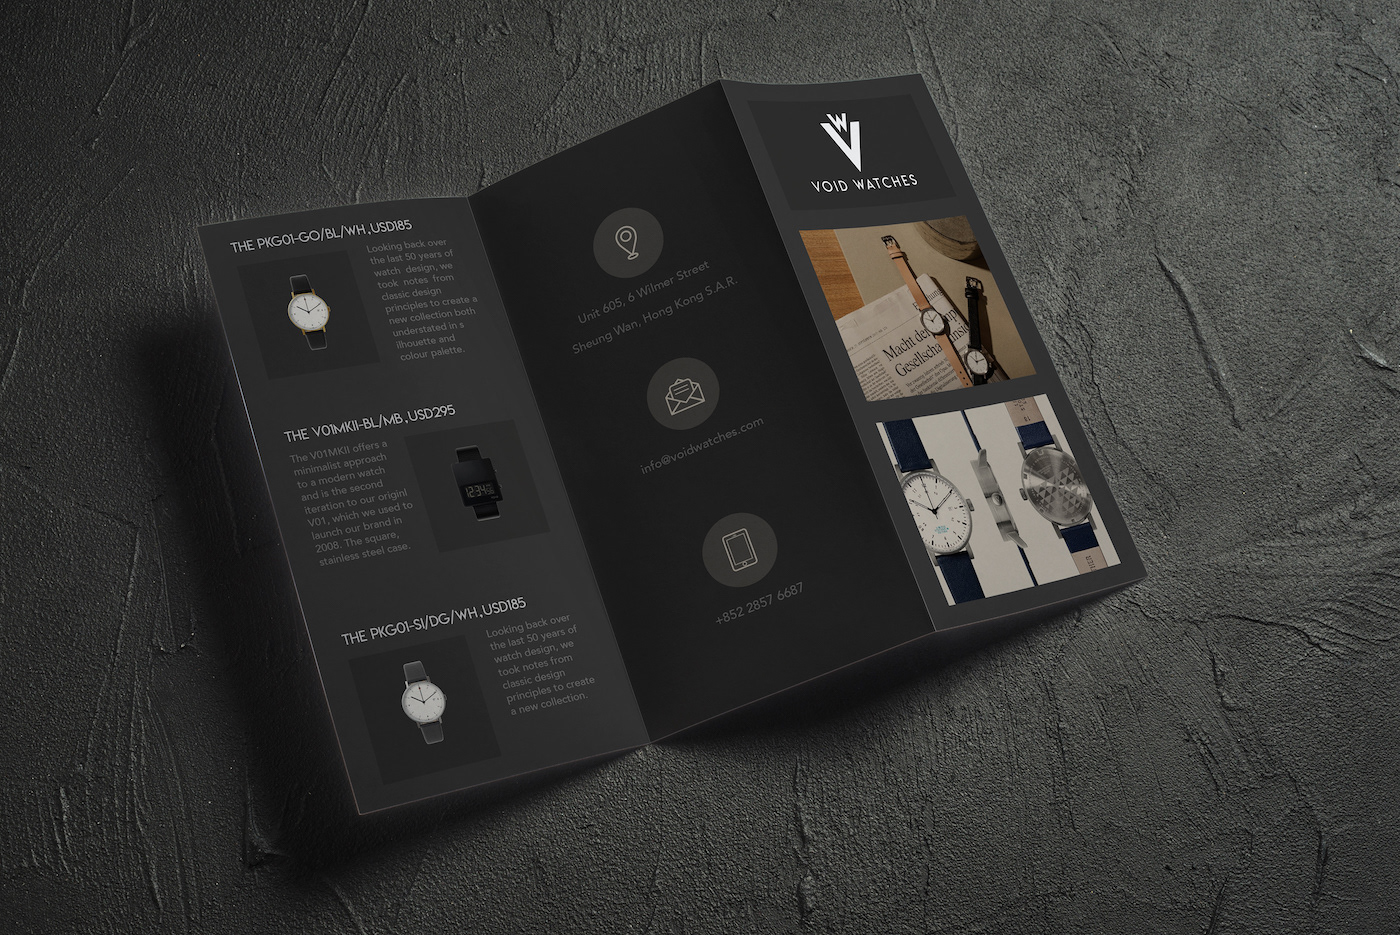 THE PKG01-GO/BL/WH,USD185
Looking back over
the last 50 years of
watch design, we
took notes from
classic design
principles to create a
new collection both
understated in s
ilhouette and
colour palette.
THE V01MKII-BL/MB,USD295
The V01MKII offers a
minimalist approach
to a modern watch
and is the second
iteration to our originl
V01, which we used to
launch our brand in
2008. The square,
stainless steel case.
12:34
THE PKG01-SI/DG/WH,USD185
Looking back over
the last 50 years of
watch design, we
took notes from
classic design
principles to create
a new collection.
Unit 605, 6 Wilmer Street
Sheung Wan, Hong Kong S.A.R.
info@voidwatches.com
+852 2857 6687
VW
VOID WATCHES
Macht de
Gesellscha